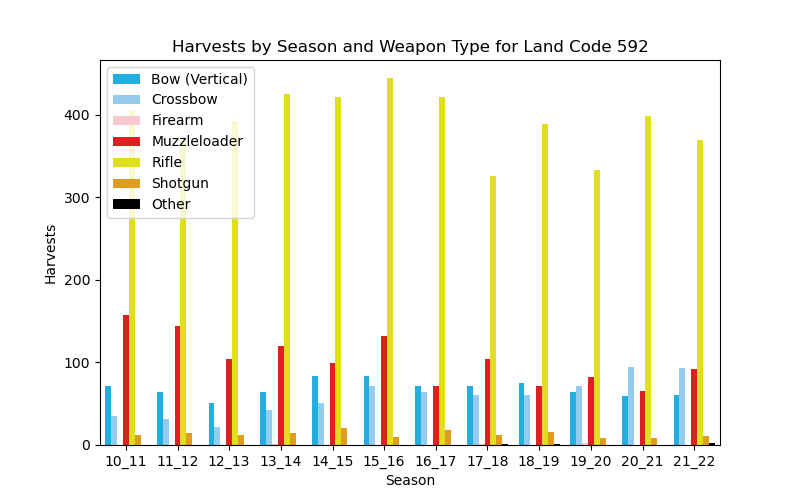 Harvests by Season and Weapon Type for Land Code 592
Bow (Vertical)
Crossbow
Firearm
Muzzleloader
Rifle
Shotgun
Other
Harvests
400
300
200
100
0
10_11 11_12 12_13 13_14 14_15 15_16 16_17 17_18 18_19 19_20 20_21 21_22
Season